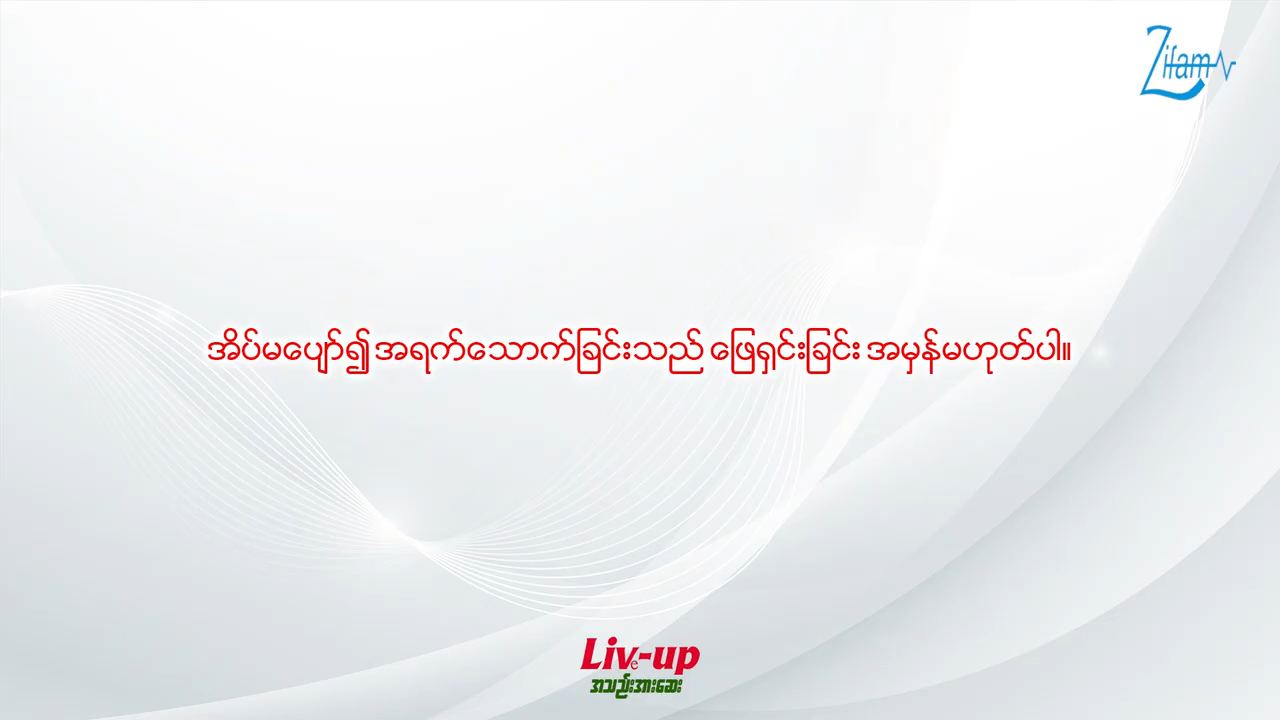 Zifam
အိပ်မပျော်၍ အရက်သောက်ခြင်းသည် ဖြေရှင်းခြင်း အမှန်မဟုတ်ပါ။
Live-up
အသည်းအားဆေး